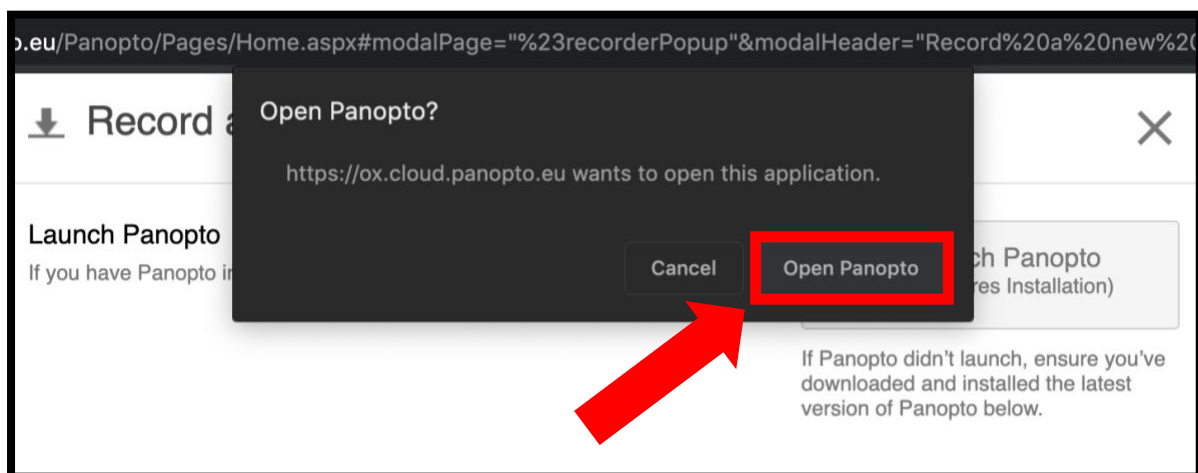 o.eu/Panopto/Pages/Home.aspx#modalPage="%23recorderPopup"&modalHeader="Record%20a%20new%20
Record a
Open Panopto?
https://ox.cloud.panopto.eu wants to open this application.
Launch Panopto
If you have Panopto in
Cancel
Open Panopto
ch Panopto
res Installation)
If Panopto didn't launch, ensure you've
downloaded and installed the latest
version of Panopto below.